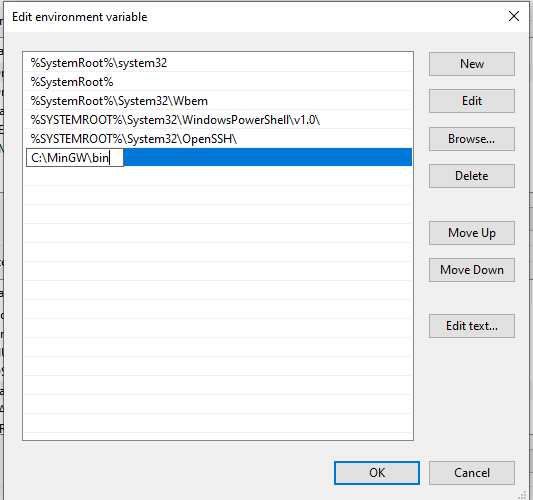 Edit environment variable
%SystemRoot%\system32
%SystemRoot%
%SystemRoot%\System32\Wbem
%SYSTEMROOT%\System32\WindowsPowerShell\v1.0\
%SYSTEMROOT%\System32\OpenSSH\
C:\MinGW\bin
New
Edit
Browse...
Delete
Move Up
Move Down
Edit text...
OK
Cancel